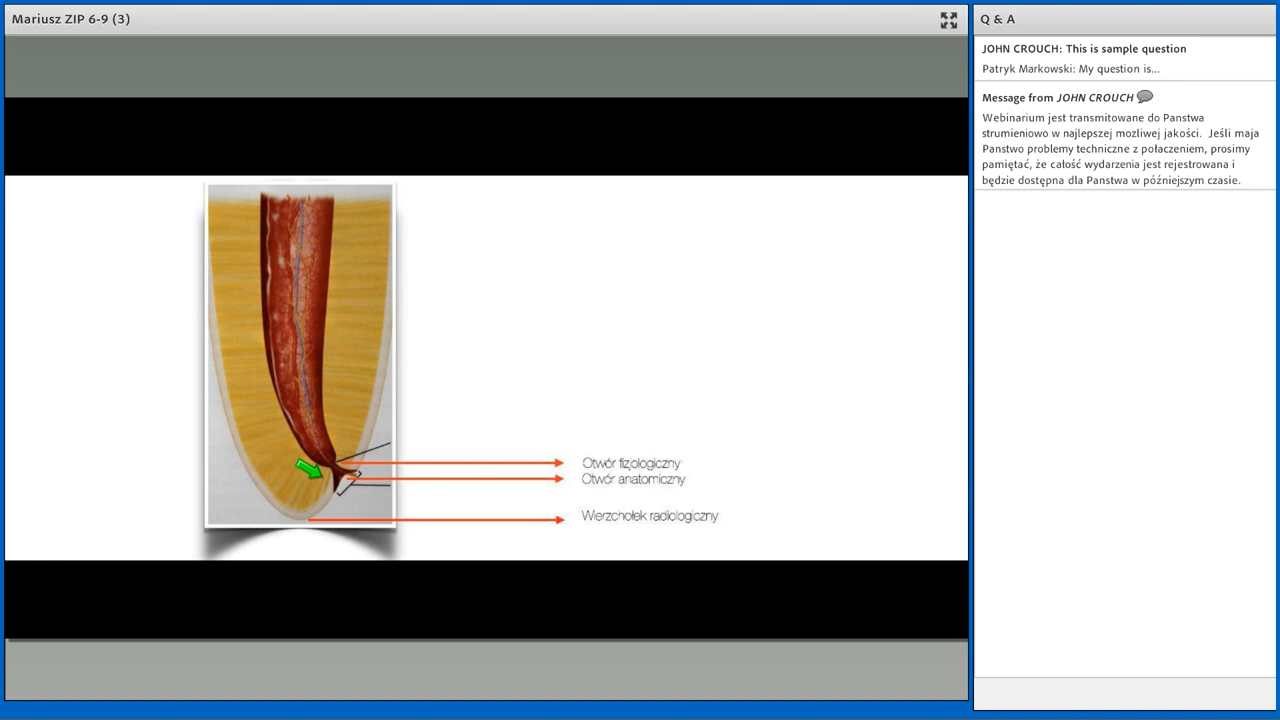 Mariusz ZIP 6-9 (3)
Otwór fizjologiczny
Otwór anatomiczny
Wierzchołek radiologiczny
Q & A
JOHN CROUCH: This is sample question
Patryk Markowski: My question is...
Message from JOHN CROUCH
Webinarium jest transmitowane do Panstwa
strumieniowo w najlepszej mozliwej jakości.  Jeśli maja
Panstwo problemy techniczne z połaczeniem, prosimy
pamiętać, że całość wydarzenia jest rejestrowana i
będzie dostępna dla Panstwa w późniejszym czasie.